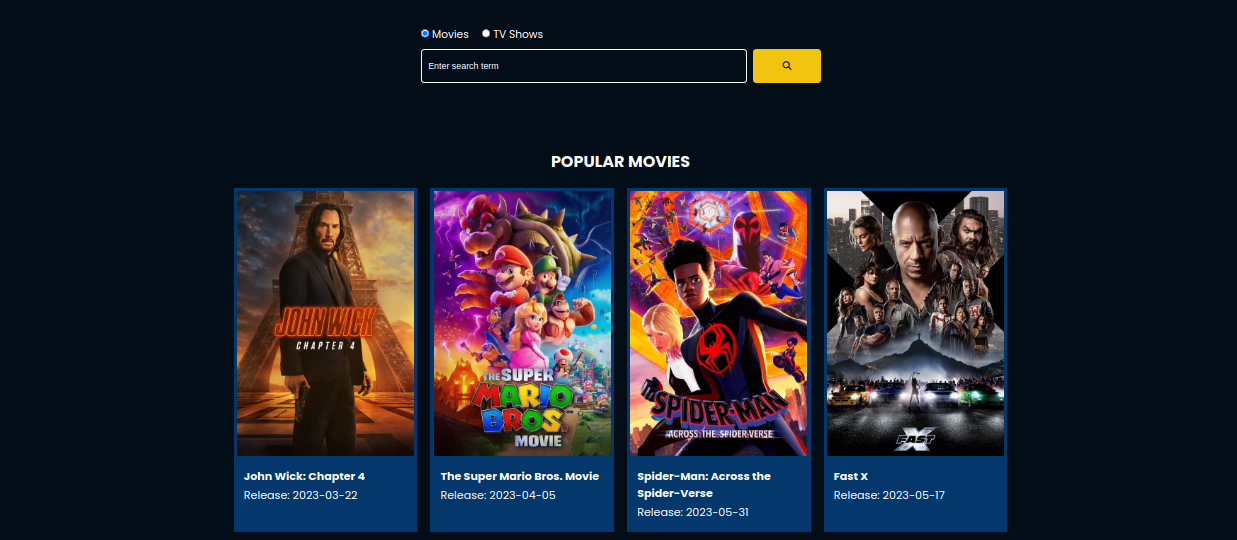 Movies TV Shows
Enter search term
POPULAR MOVIES
JOHN WICK
CHAPTER 4
THE SUPER
MARIO
BROS.
MOVIE
SPIDER-MAN
ACROSS THE SPIDER-VERSE
FAST X
John Wick: Chapter 4
Release: 2023-03-22
The Super Mario Bros. Movie
Release: 2023-04-05
Spider-Man: Across the
Spider-Verse
Release: 2023-05-31
Fast X
Release: 2023-05-17